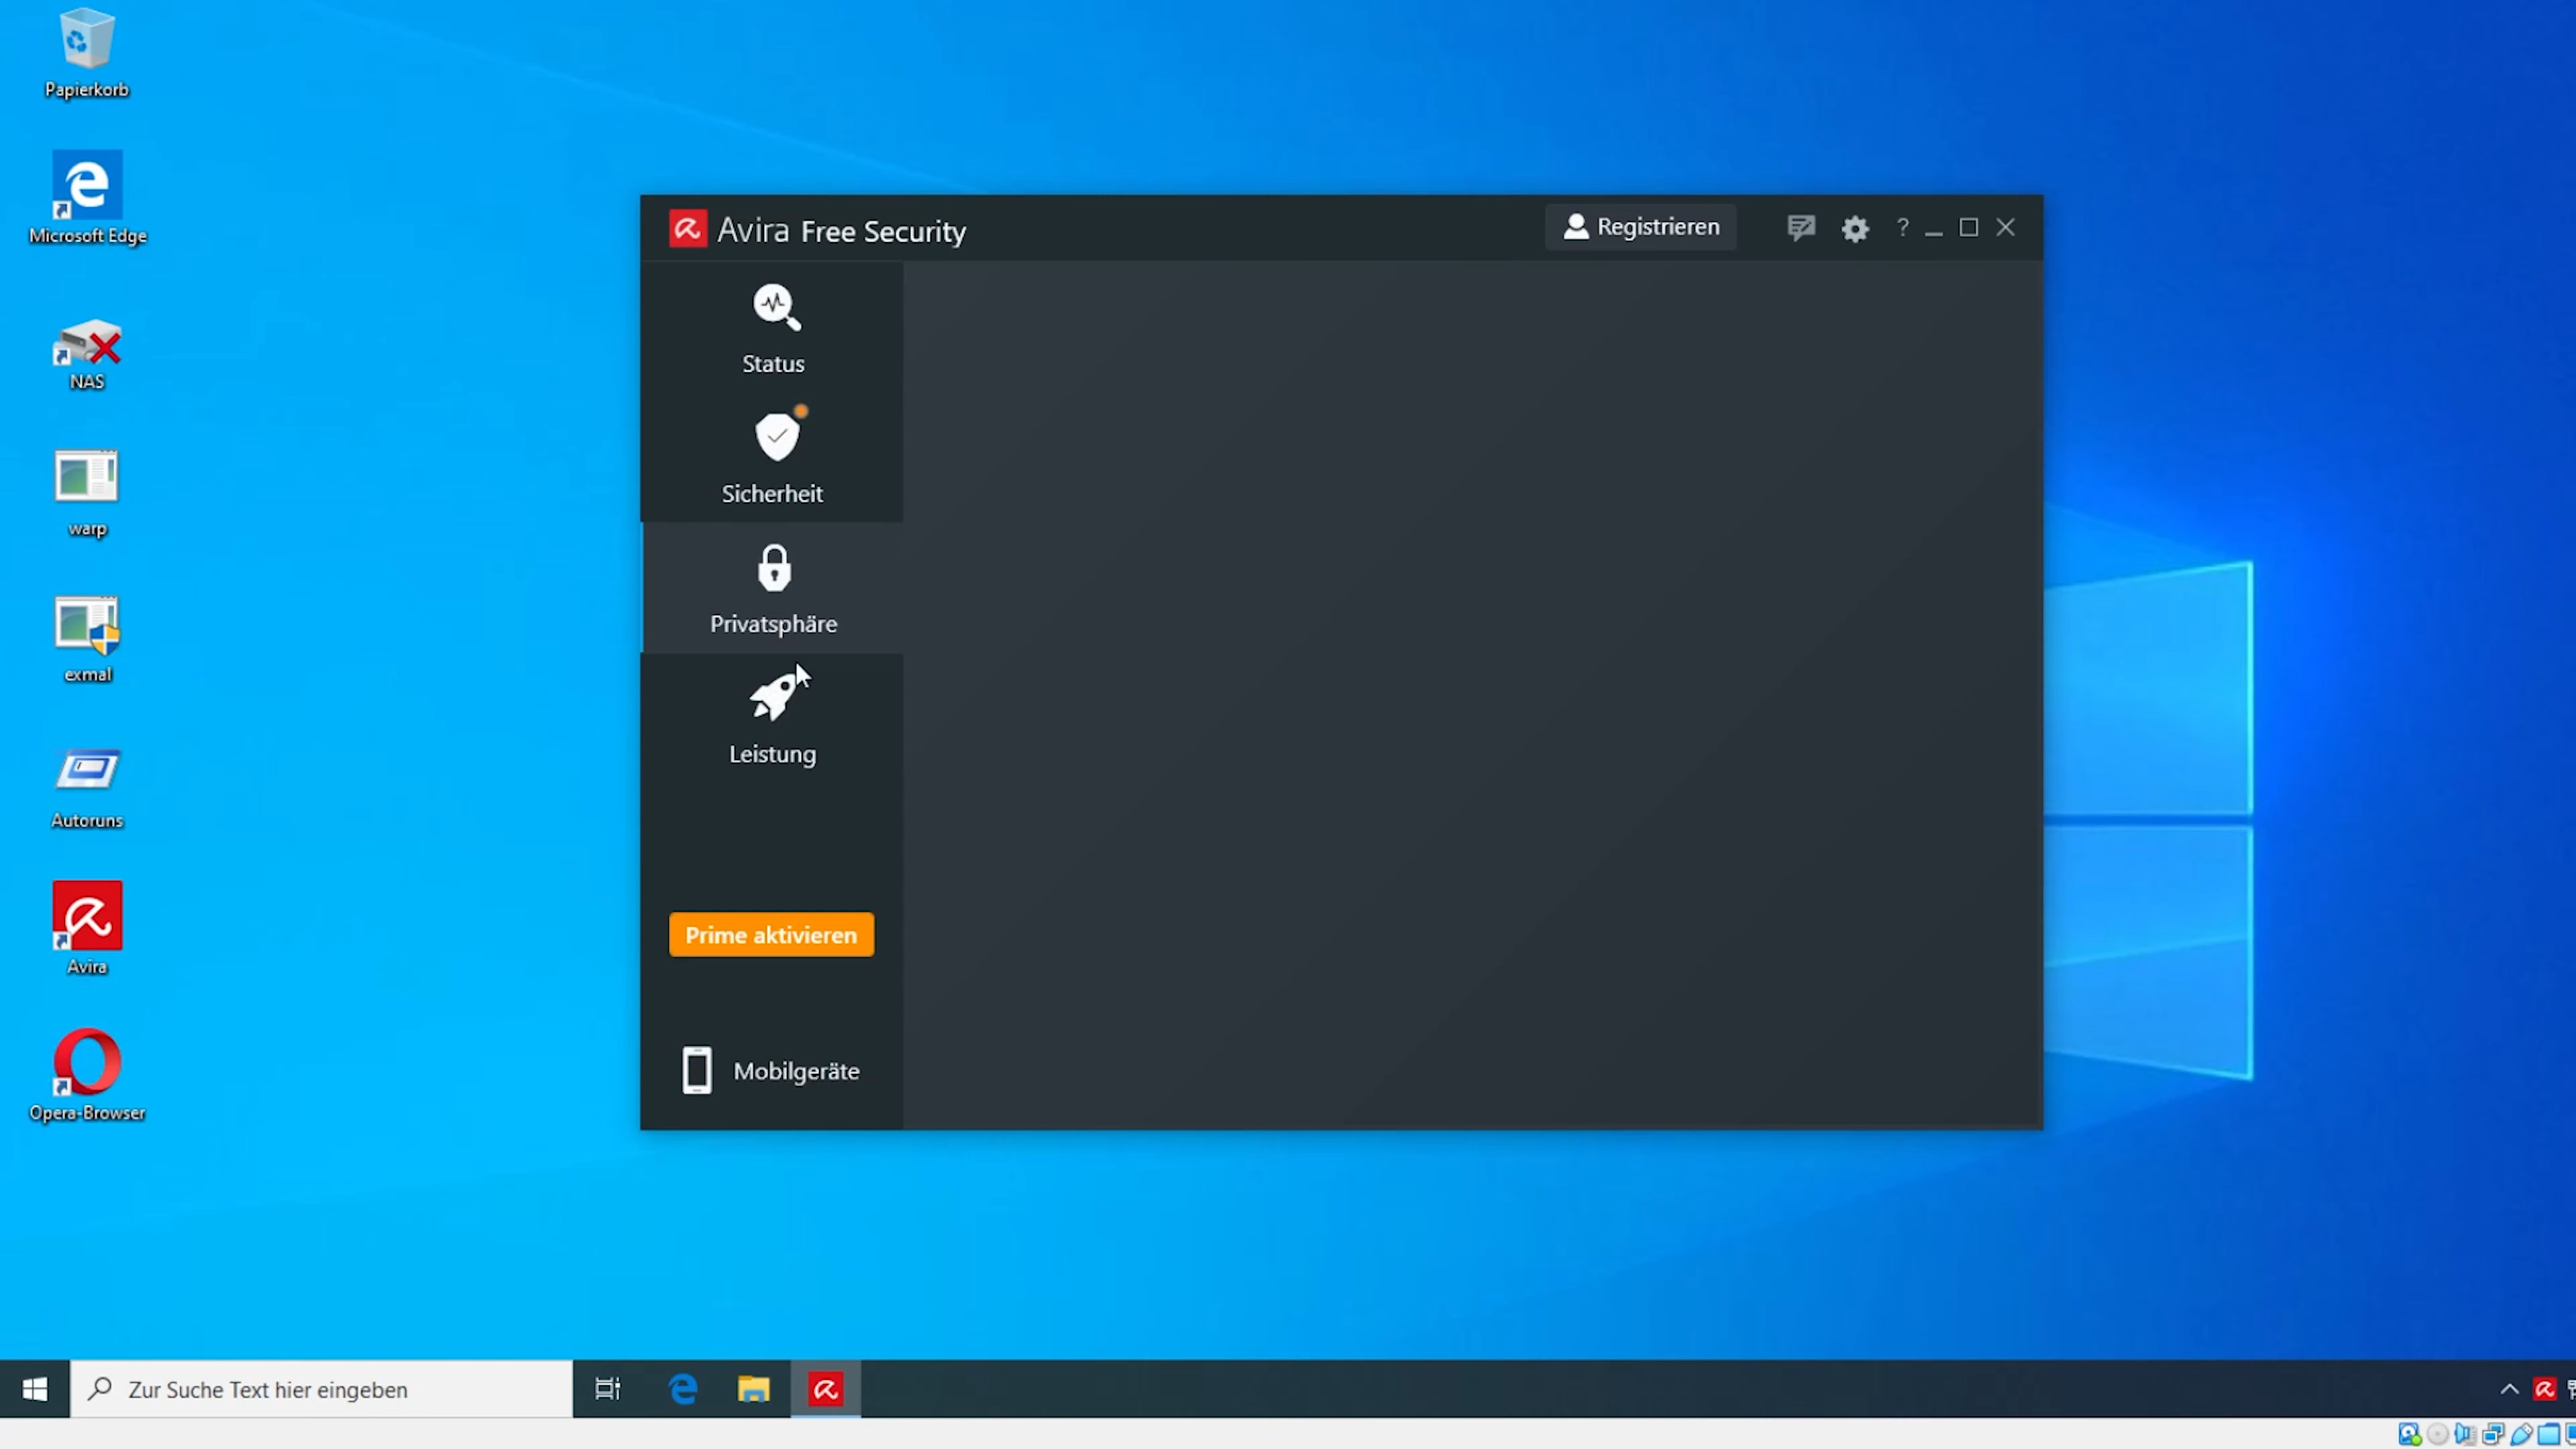 Papierkorb
Microsoft Edge
NAS
warp
exmal
Autoruns
Avira
Opera-Browser
Avira Free Security
Registrieren
?
Status
Sicherheit
Privatsphäre
Leistung
Prime aktivieren
Mobilgeräte
Zur Suche Text hier eingeben